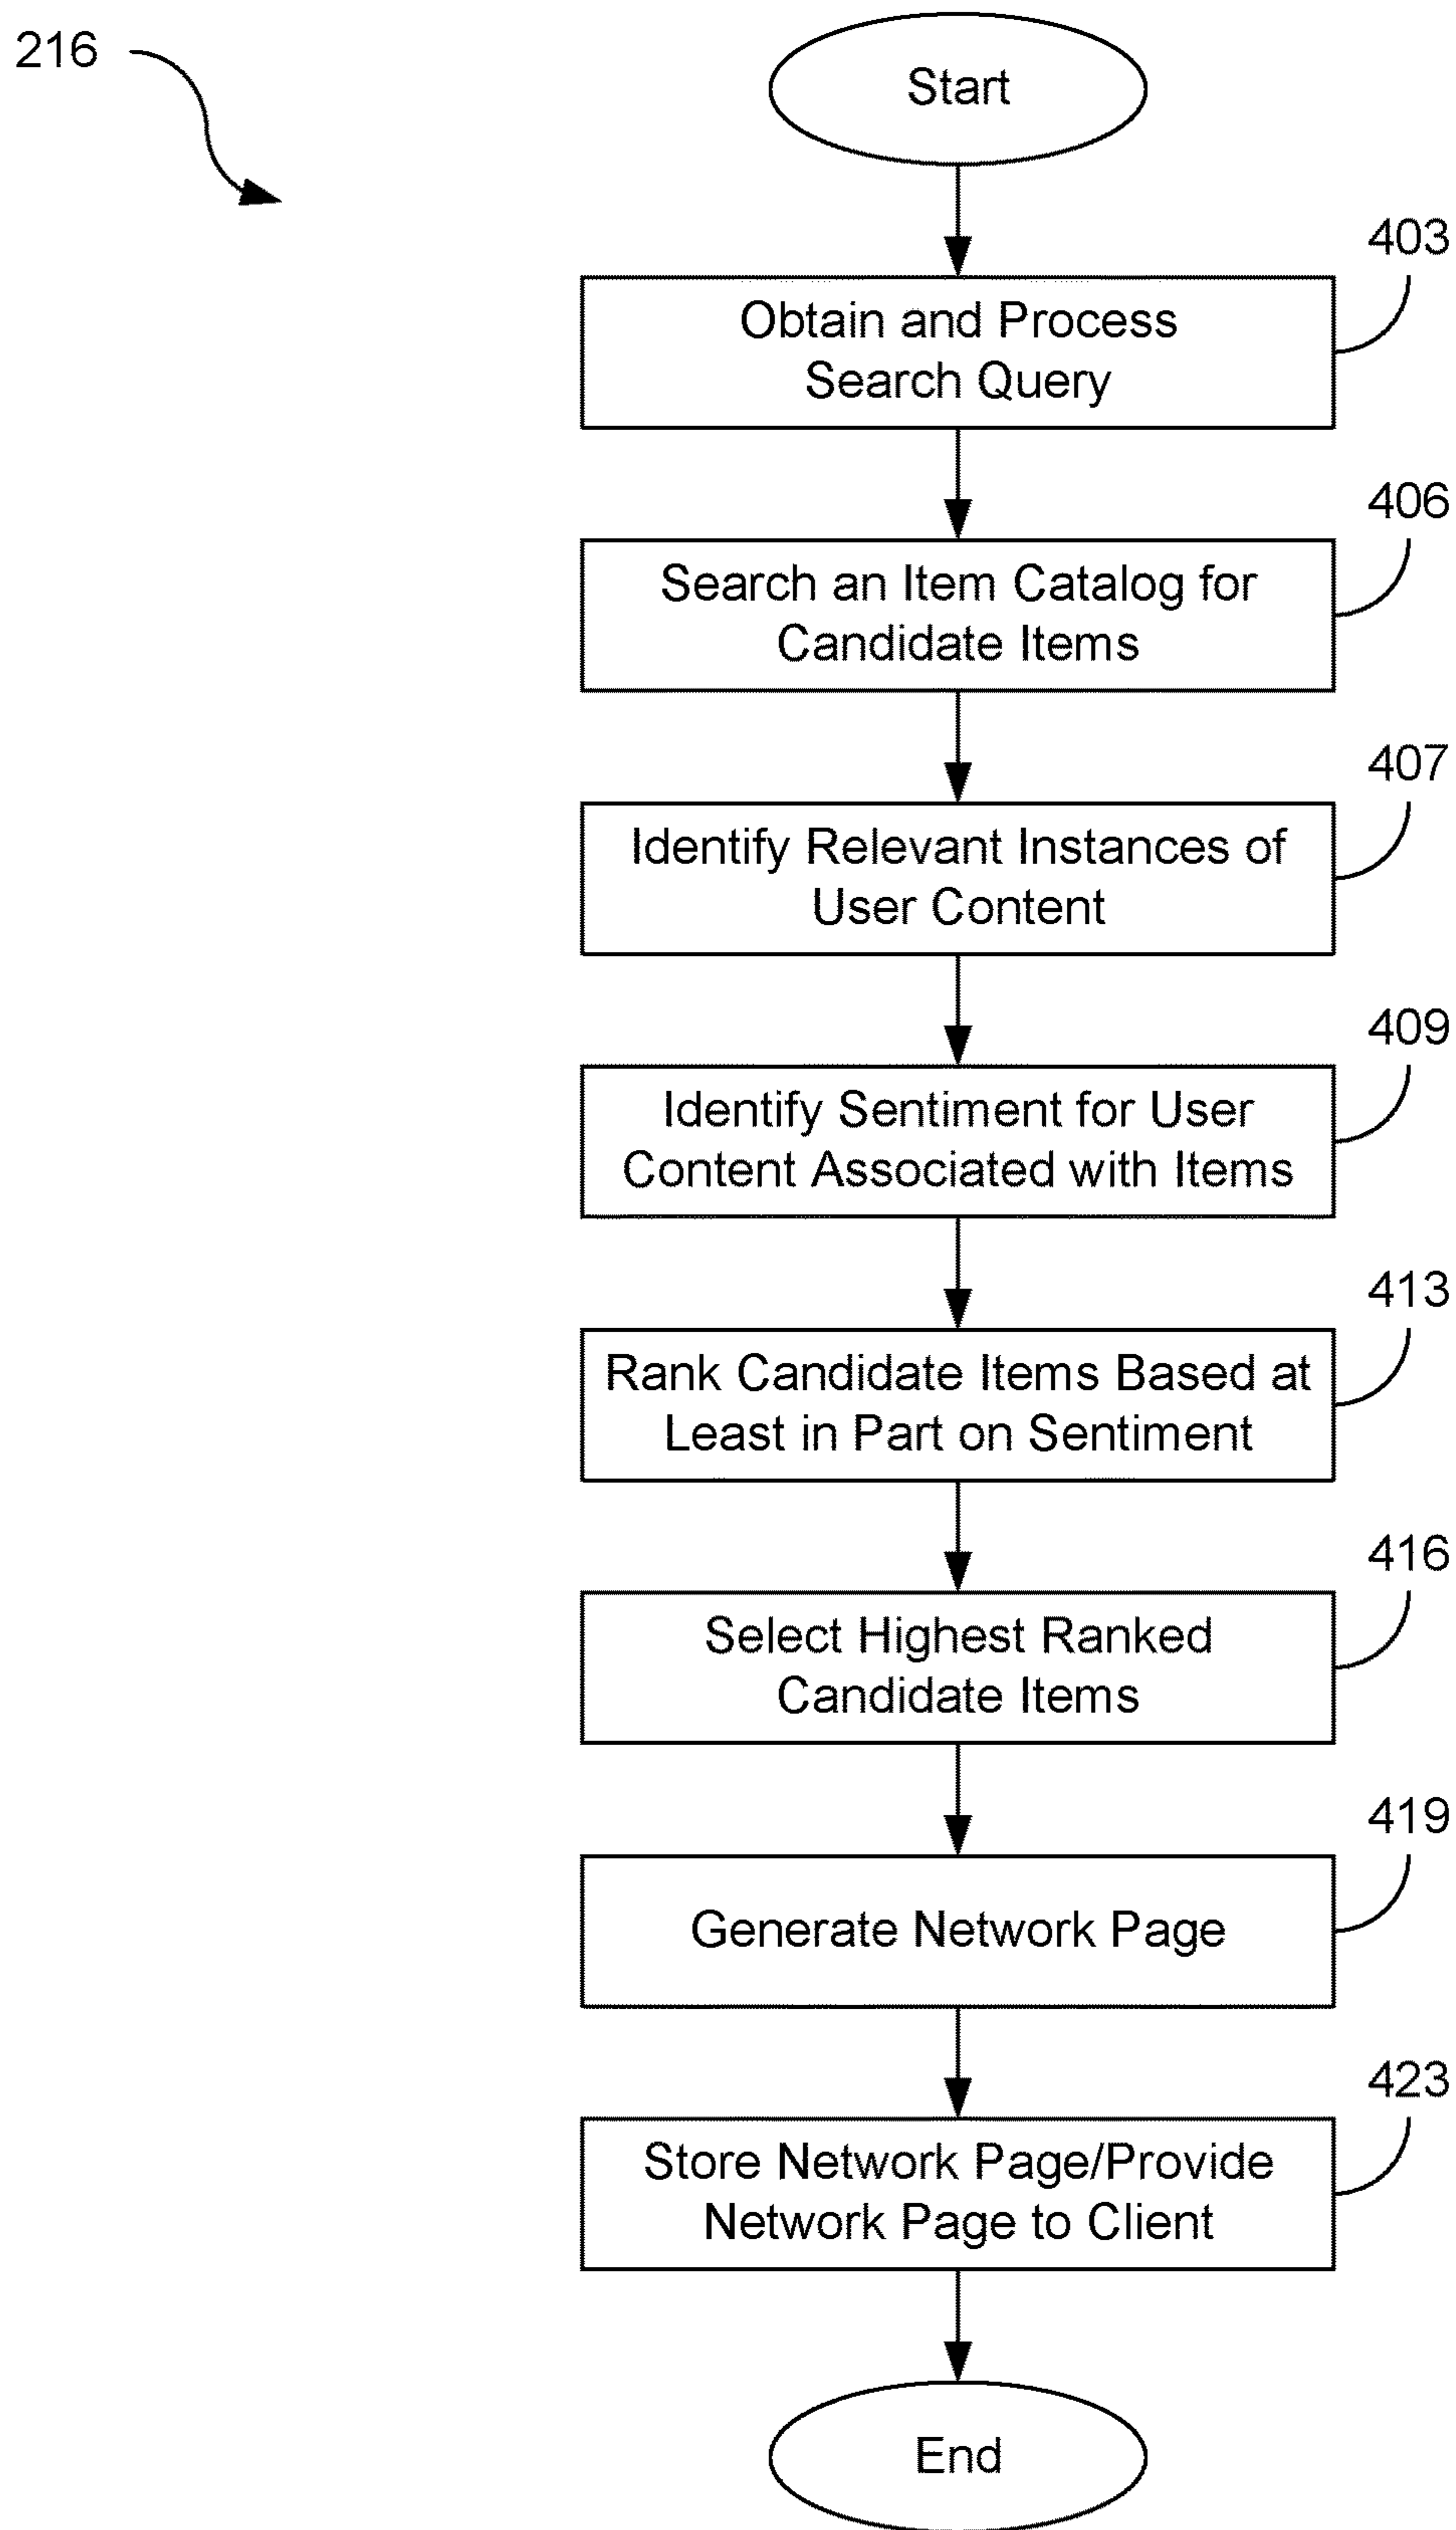 216
Start
403
Obtain and Process
Search Query
406
Search an Item Catalog for
Candidate Items
407
Identify Relevant Instances of
User Content
409
Identify Sentiment for User
Content Associated with Items
413
Rank Candidate Items Based at
Least in Part on Sentiment
416
Select Highest Ranked
Candidate Items
419
Generate Network Page
423
Store Network Page/Provide
Network Page to Client
End